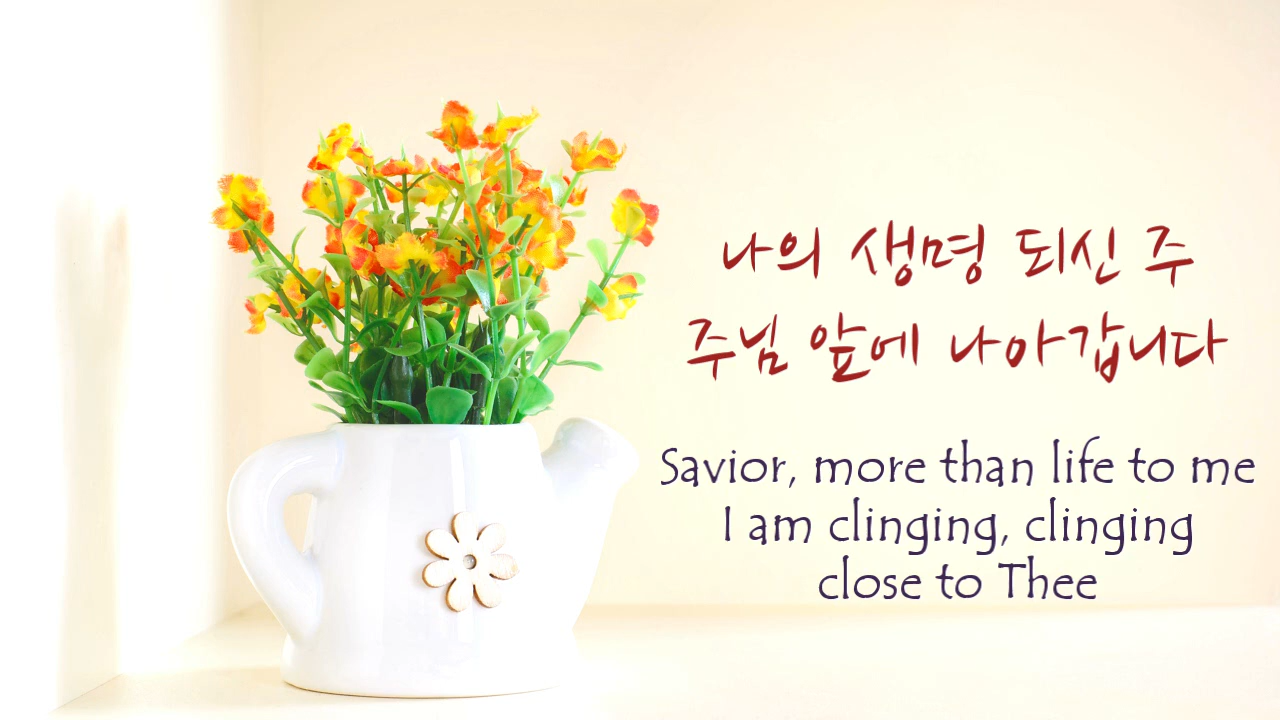 나의 생명 되신 주
주님 앞에 나아갑니다
Savior, more than life to me
I am clinging, clinging
close to Thee